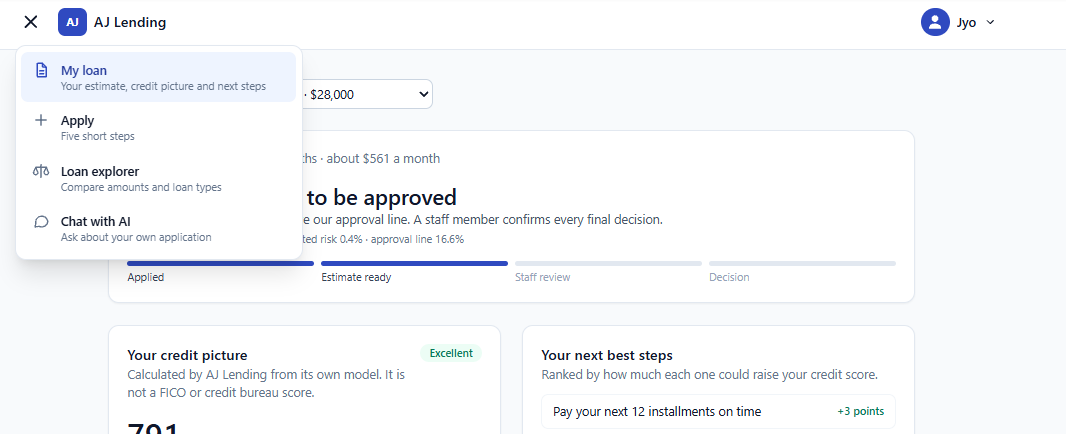 AJ AJ Lending
Jyo
My loan
Your estimate, credit picture and next steps
Apply
Five short steps
Loan explorer
Compare amounts and loan types
Chat with AI
Ask about your own application
· $28,000
· about $561 a month
to be approved
our approval line. A staff member confirms every final decision.
risk 0.4% · approval line 16.6%
Applied
Estimate ready
Staff review
Decision
Your credit picture
Excellent
Calculated by AJ Lending from its own model. It is
not a FICO or credit bureau score.
791
Your next best steps
Ranked by how much each one could raise your credit score.
Pay your next 12 installments on time
+3 points